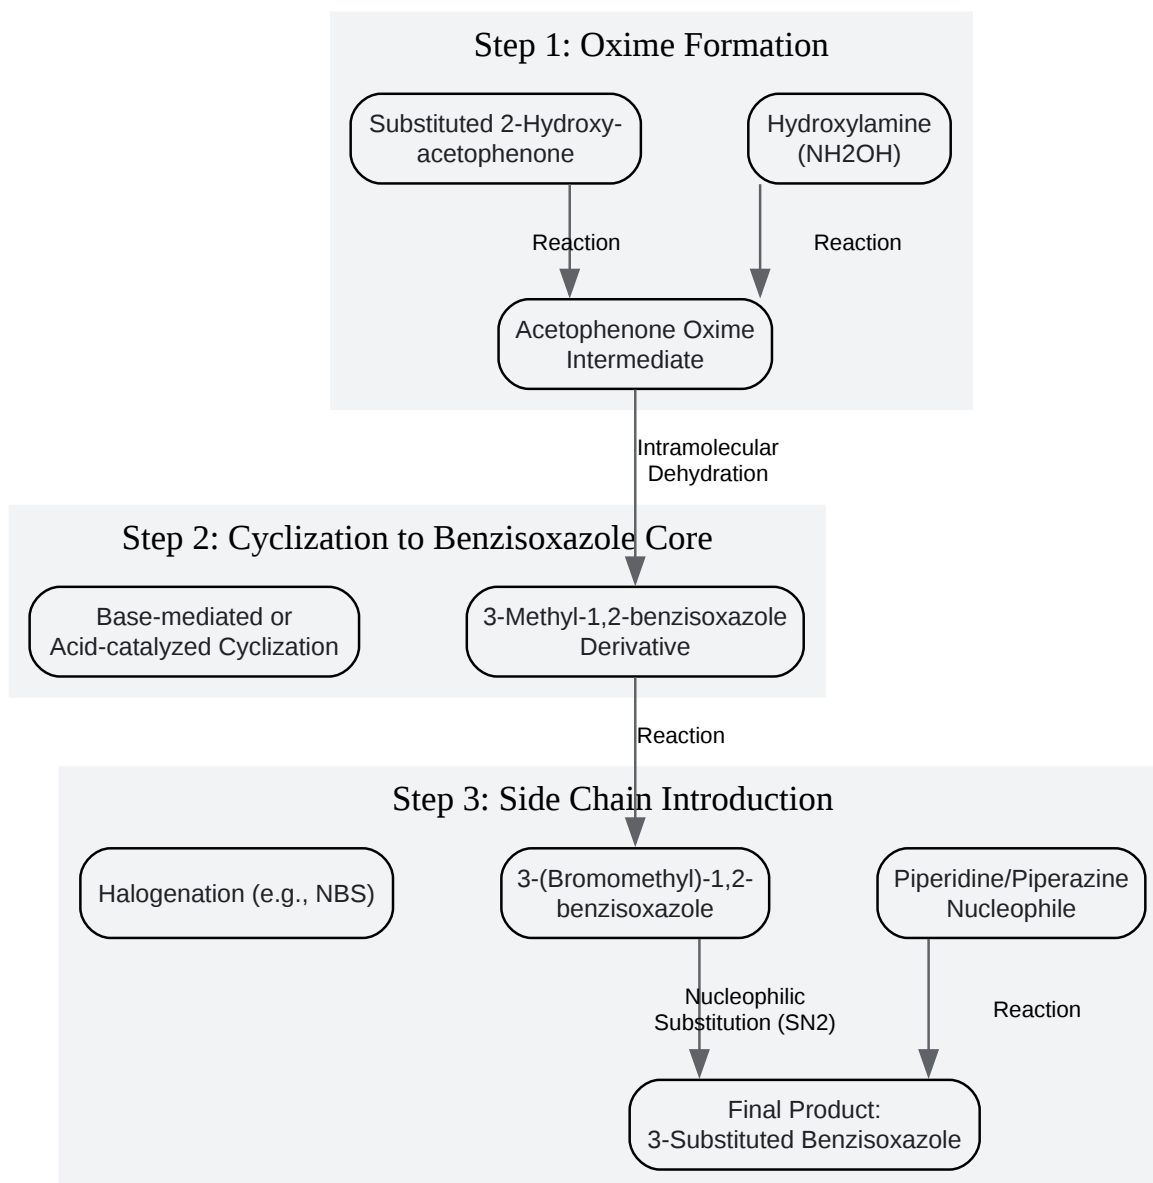 Step 1: Oxime Formation
Substituted 2-Hydroxy-
acetophenone
Hydroxylamine
(NH2OH)
Reaction
Reaction
Acetophenone Oxime
Intermediate
Intramolecular
Dehydration
Step 2: Cyclization to Benzisoxazole Core
Base-mediated or
Acid-catalyzed Cyclization
3-Methyl-1,2-benzisoxazole
Derivative
Reaction
Step 3: Side Chain Introduction
Halogenation (e.g., NBS)
3-(Bromomethyl)-1,2-
benzisoxazole
Piperidine/Piperazine
Nucleophile
Nucleophilic
Substitution (SN2)
Reaction
Final Product:
3-Substituted Benzisoxazole